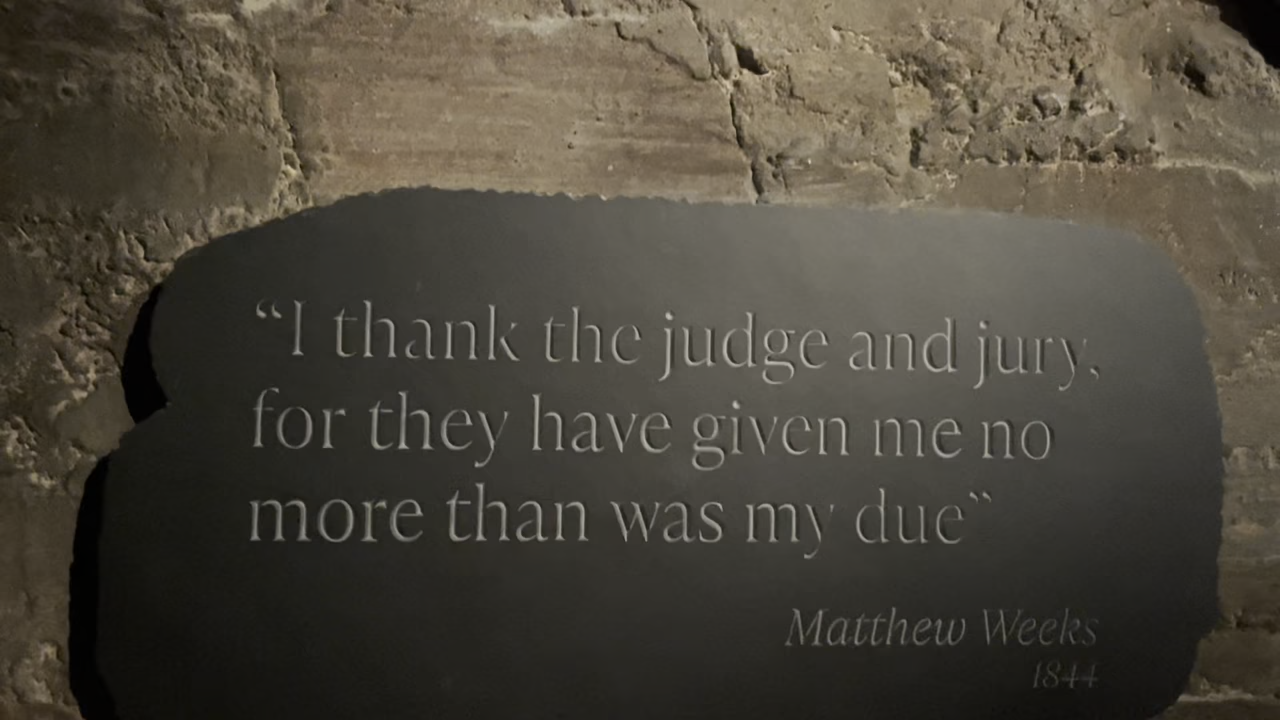 “I thank the judge and jury,
for they have given me no
more than was my due”
Matthew Weeks
1844